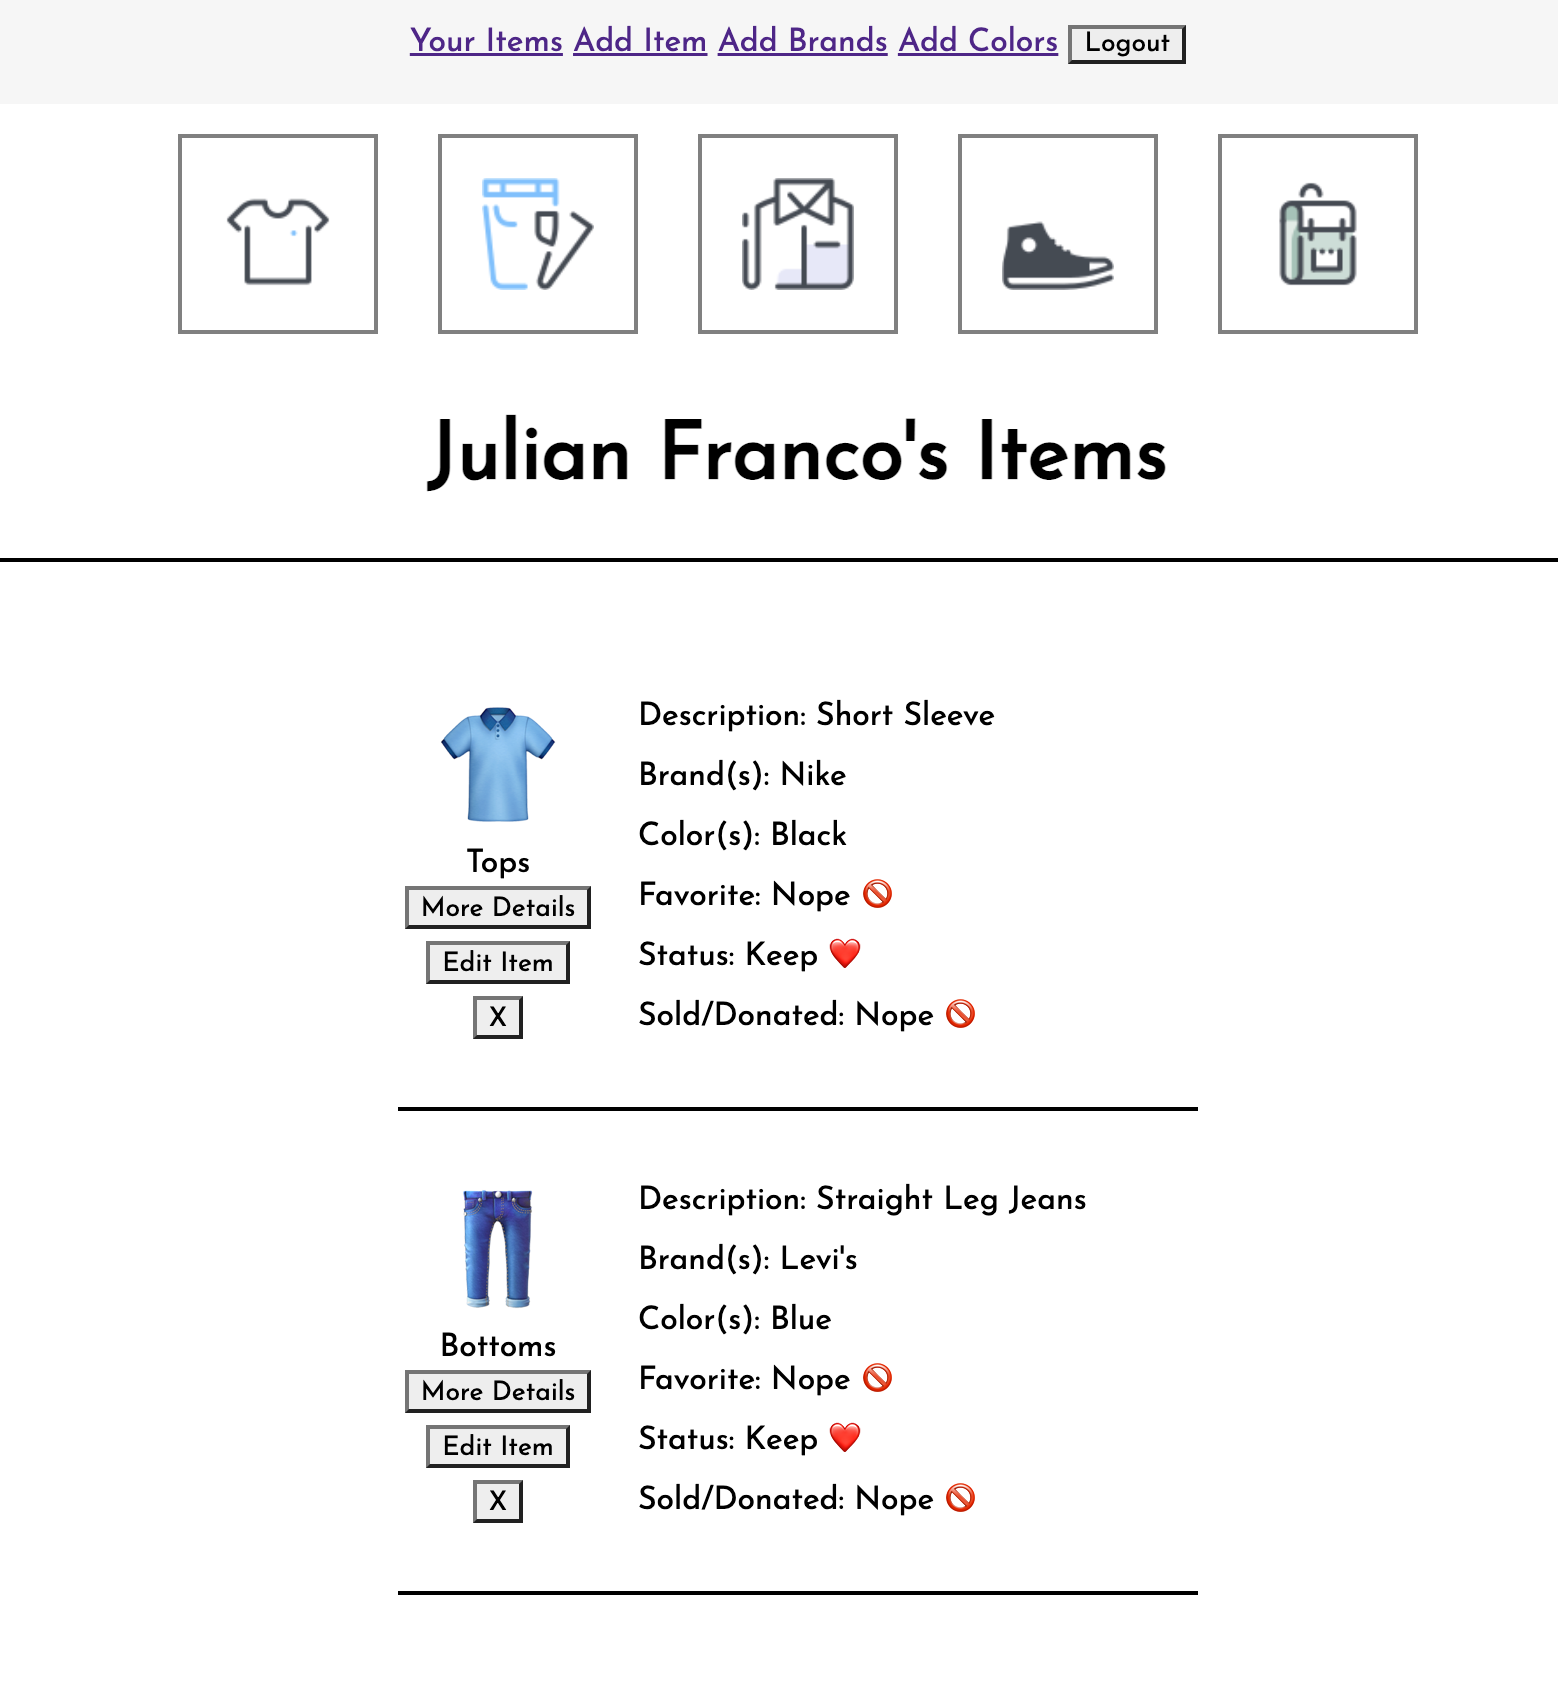 Your Items Add Item Add Brands Add Colors Logout
Julian Franco's Items
Tops
More Details
Edit Item
X
Description: Short Sleeve
Brand(s): Nike
Color(s): Black
Favorite: Nope 🚫
Status: Keep ❤️
Sold/Donated: Nope 🚫
Bottoms
More Details
Edit Item
X
Description: Straight Leg Jeans
Brand(s): Levi's
Color(s): Blue
Favorite: Nope 🚫
Status: Keep ❤️
Sold/Donated: Nope 🚫